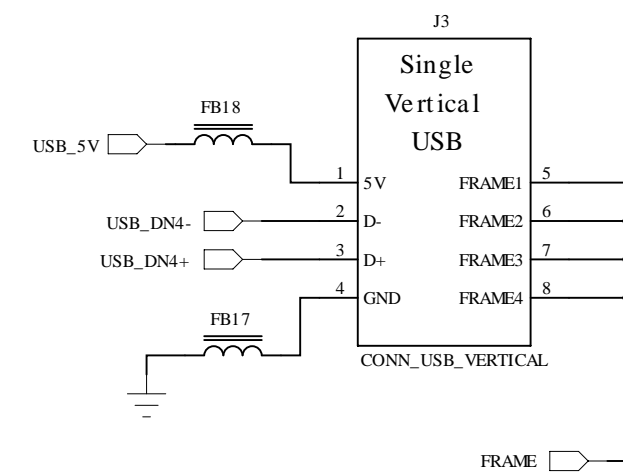 J3
Single
Vertical
USB
FB18
USB_5V
1 5V FRAME1 5
USB_DN4- 2 D- FRAME2 6
USB_DN4+ 3 D+ FRAME3 7
4 GND FRAME4 8
FB17
CONN_USB_VERTICAL
FRAME